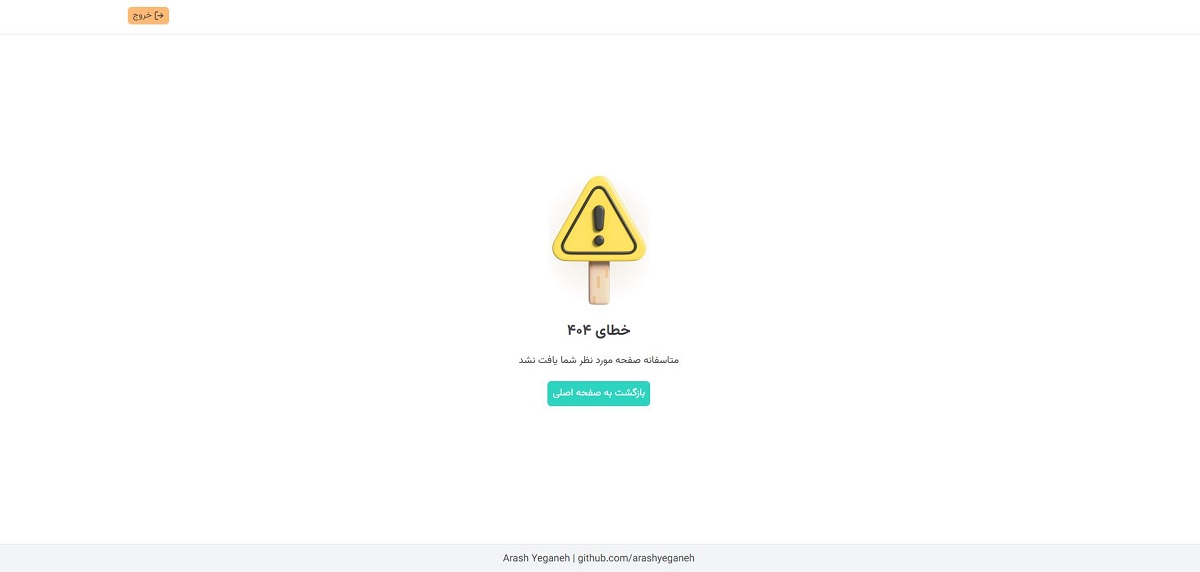 خروج
خطای ۴۰۴
متاسفانه صفحه مورد نظر شما یافت نشد
بازگشت به صفحه اصلی
Arash Yeganeh | github.com/arashyeganeh